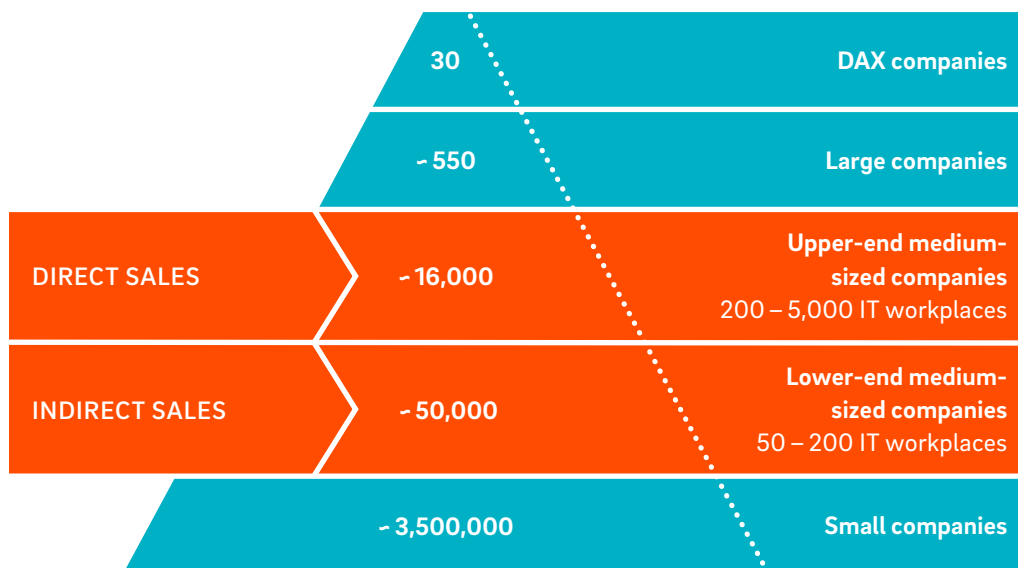 30
DAX companies
~ 550
Large companies
DIRECT SALES
~ 16,000
Upper-end medium-
sized companies
200 – 5,000 IT workplaces
INDIRECT SALES
~ 50,000
Lower-end medium-
sized companies
50 – 200 IT workplaces
~ 3,500,000
Small companies